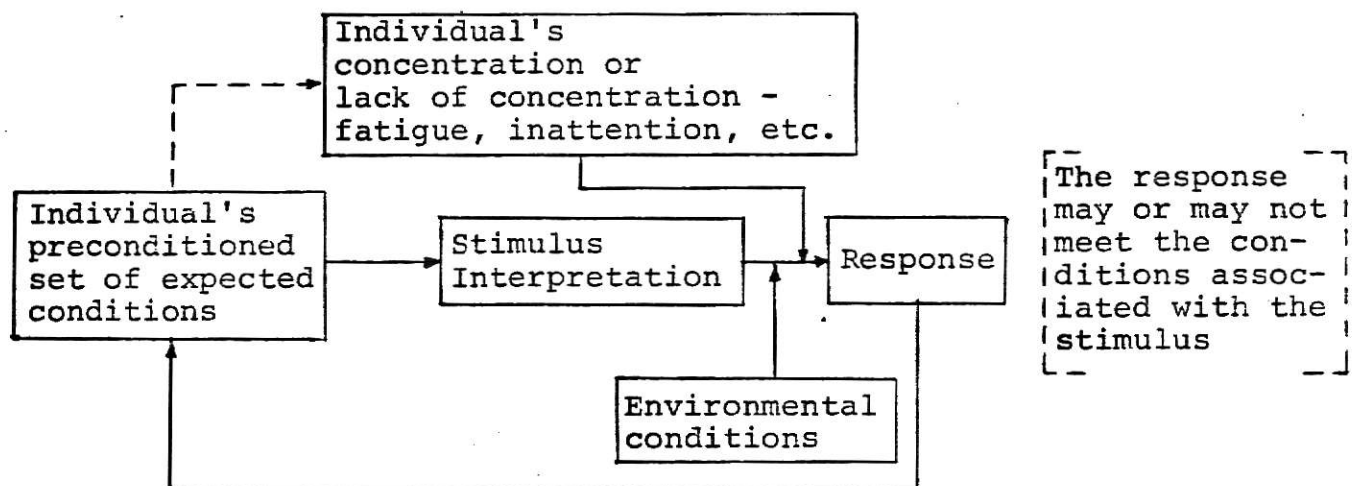 Individual's
concentration or
lack of concentration -
fatigue, inattention, etc.
Individual's
preconditioned
set of expected
conditions
Stimulus
Interpretation
Response
The response
may or may not
meet the con-
ditions assoc-
iated with the
stimulus
Environmental
conditions